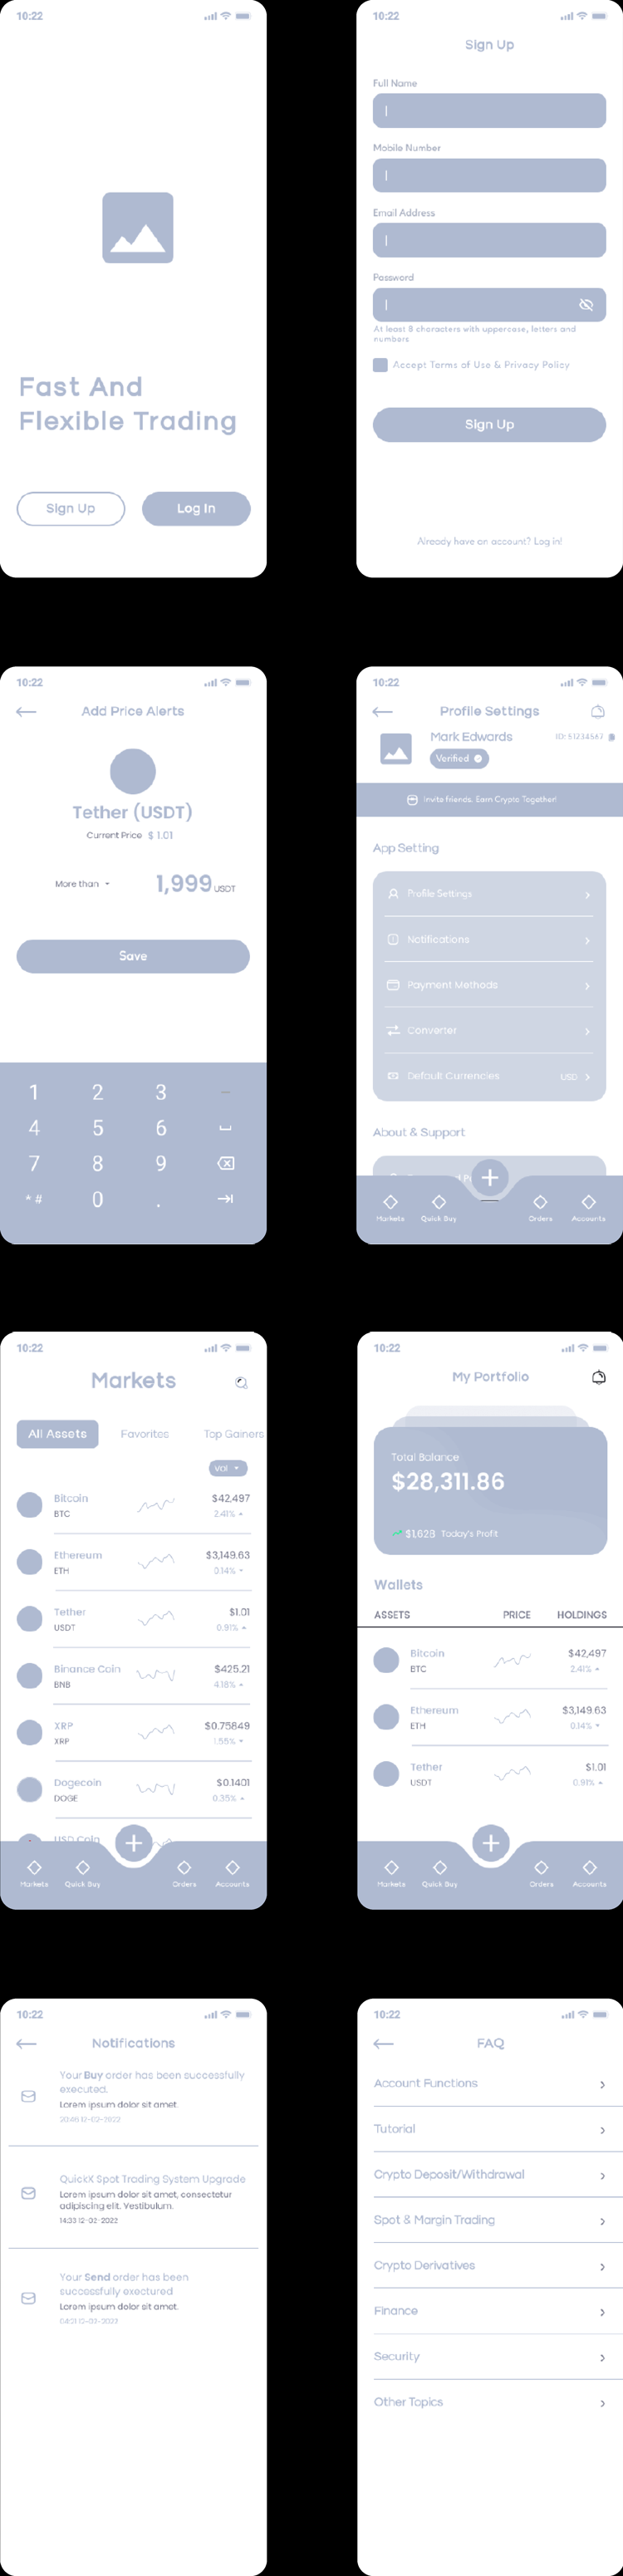 10:22
Fast And
Flexible Trading
Sign Up
Log In
10:22
Sign Up
Full Name
Mobile Number
Email Address
Password
At least 8 characters with uppercase, letters and
numbers
Accept Terms of Use & Privacy Policy
Sign Up
Already have an account? Log in!
10:22
Add Price Alerts
Tether (USDT)
Current Price $ 1.01
More than 1,999 USDT
Save
1 2 3 –
4 5 6
7 8 9
* # 0 .
10:22
Profile Settings
Mark Edwards ID: 51234567
Verified
Invite friends. Earn Crypto Together!
App Setting
Profile Settings
Notifications
Payment Methods
Converter
Default Currencies USD
About & Support
Markets Quick Buy Orders Accounts
10:22
Markets
All Assets Favorites Top Gainers
vol
Bitcoin $42,497
BTC 2.41%
Ethereum $3,149.63
ETH 0.14%
Tether $1.01
USDT 0.91%
Binance Coin $425.21
BNB 4.18%
XRP $0.75849
XRP 1.55%
Dogecoin $0.1401
DOGE 0.35%
USD Coin
Markets Quick Buy Orders Accounts
10:22
My Portfolio
Total Balance
$28,311.86
$1,628 Today's Profit
Wallets
ASSETS PRICE HOLDINGS
Bitcoin $42,497
BTC 2.41%
Ethereum $3,149.63
ETH 0.14%
Tether $1.01
USDT 0.91%
Markets Quick Buy Orders Accounts
10:22
Notifications
Your Buy order has been successfully
executed.
Lorem ipsum dolor sit amet.
20:46 12-02-2022
QuickX Spot Trading System Upgrade
Lorem ipsum dolor sit amet, consectetur
adipiscing elit. Vestibulum.
14:33 12-02-2022
Your Send order has been
successfully exectured
Lorem ipsum dolor sit amet.
04:21 12-02-2022
10:22
FAQ
Account Functions
Tutorial
Crypto Deposit/Withdrawal
Spot & Margin Trading
Crypto Derivatives
Finance
Security
Other Topics